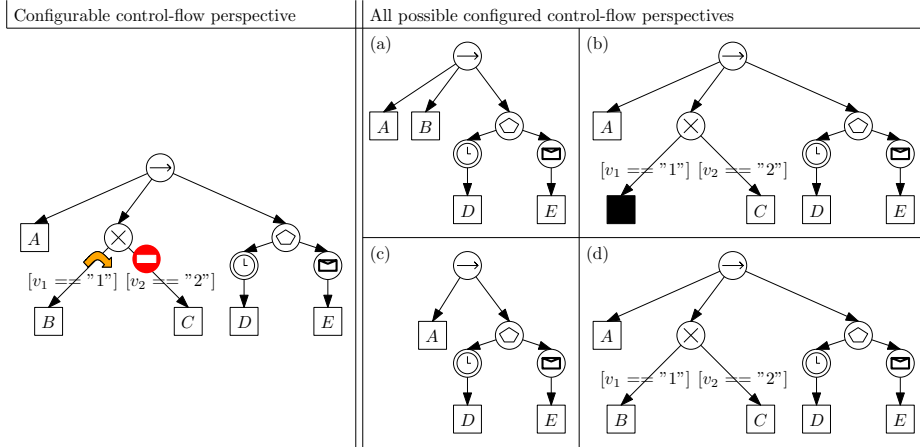 Configurable control-flow perspective
All possible configured control-flow perspectives
A
[v1 == "1"] [v2 == "2"]
B C D E
(a)
A B
D E
(b)
A
[v1 == "1"] [v2 == "2"]
C D E
(c)
A
D E
(d)
A
[v1 == "1"] [v2 == "2"]
B C D E